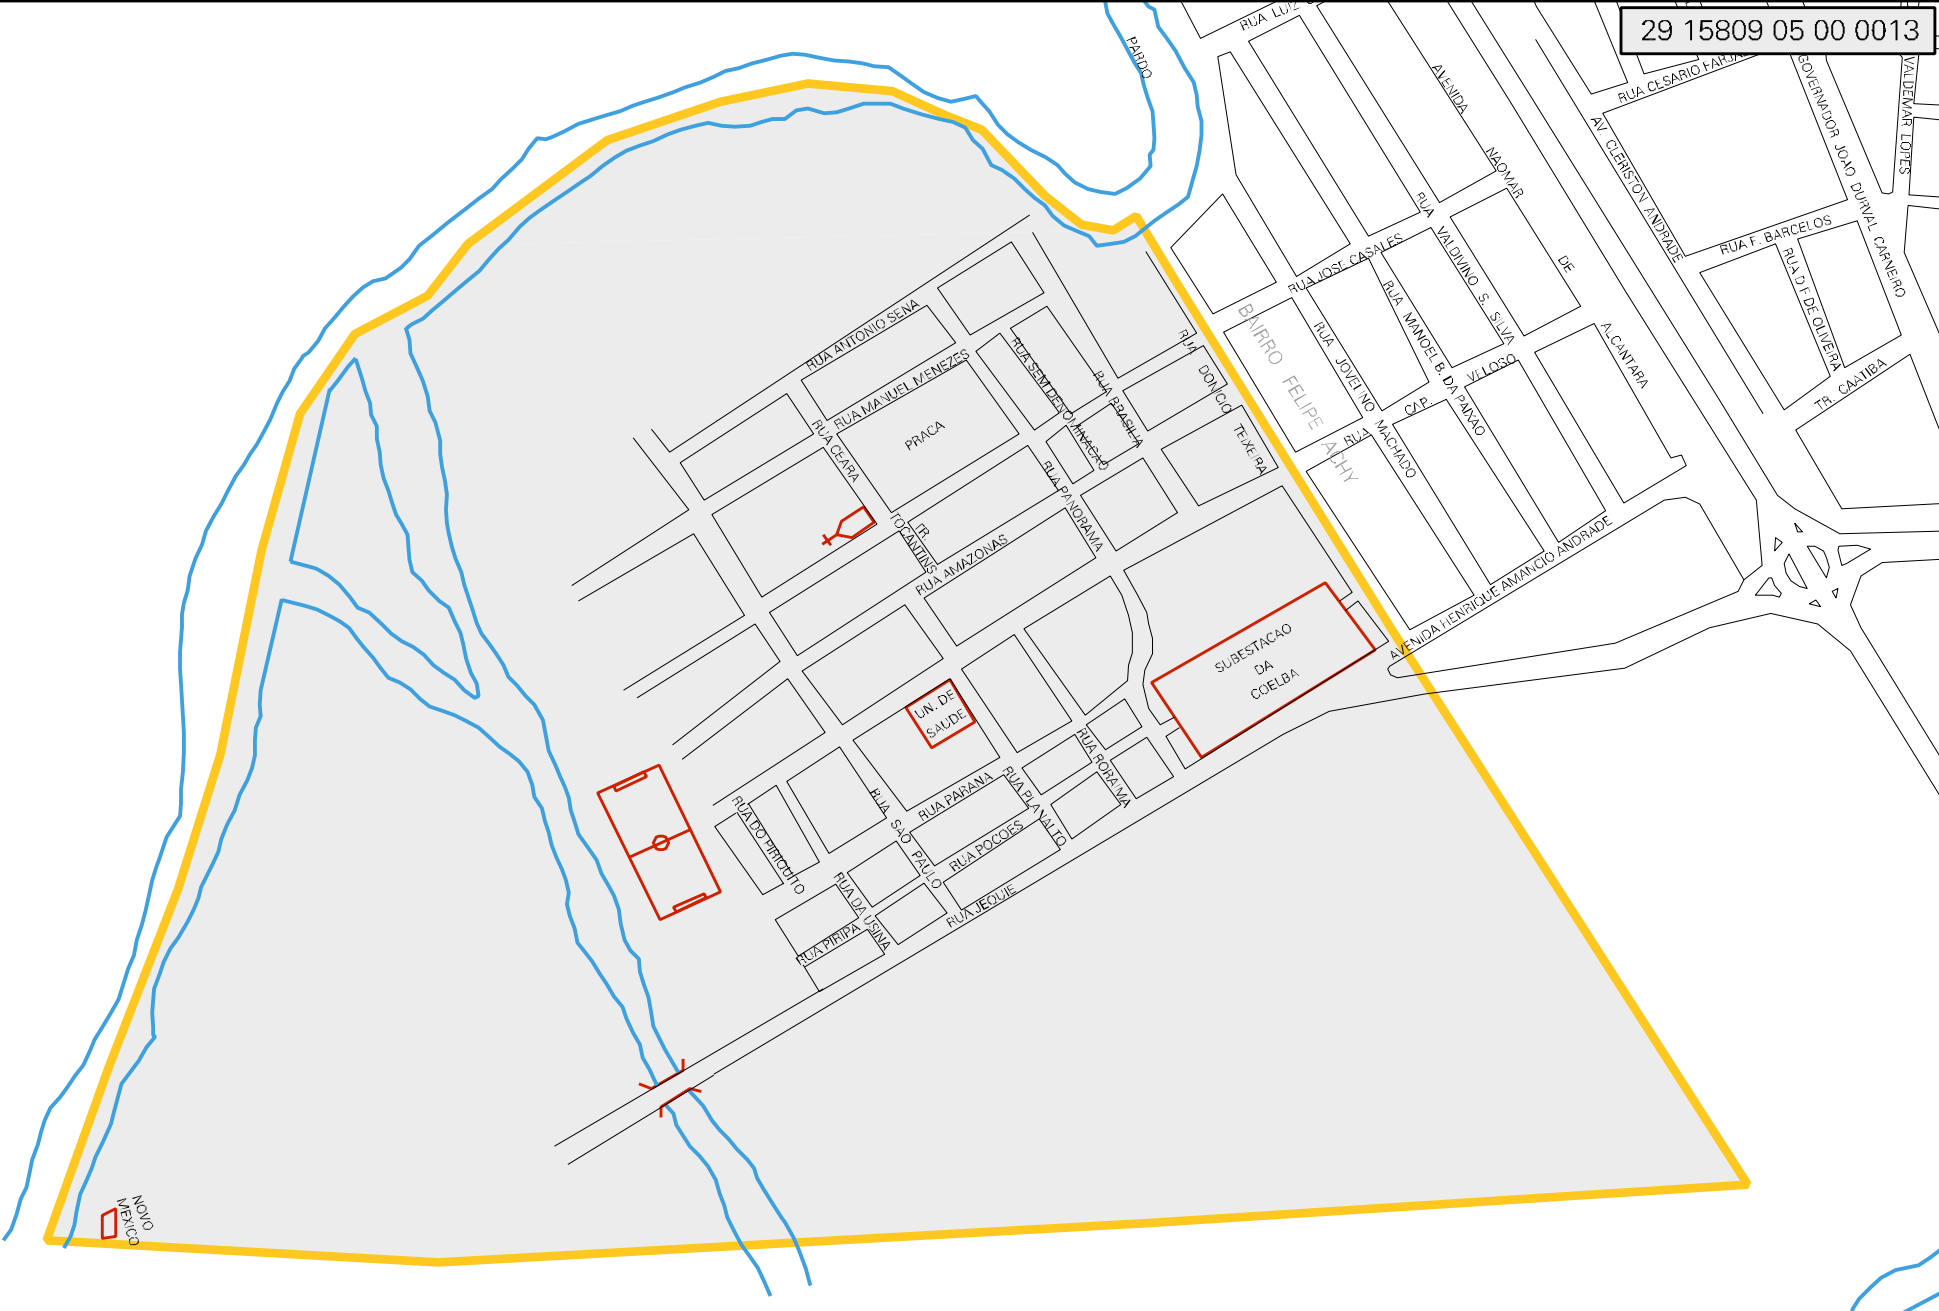 29 15809 05 00 0013
PARDO
AVENIDA
NAOMAR
DE
ALCANTARA
RUA CESARIO
GOVERNADOR JOAO DURVAL CARNEIRO
VALDEMAR LOPES
AV. CLERISTON ANDRADE
RUA F. BARCELOS
RUA D F DE OLIVEIRA
TR. CAATIBA
RUA
VALDIVINO S. SILVA
RUA JOSE CASALES
RUA MANOEL B. DA PAIXAO
RUA JOVELINO MACHADO
RUA CAP. VELOSO
BAIRRO FELIPE ACHY
RUA DONICIO TEIXEIRA
RUA ANTONIO SENA
RUA MANUEL MENEZES
RUA SEM DENOMINACAO
RUA BRASILIA
PRACA
RUA CEARA
RUA PANORAMA
TR.
TOCANTINS
RUA AMAZONAS
AVENIDA HENRIQUE AMANCIO ANDRADE
SUBESTACAO
DA
COELBA
UN. DE
SAUDE
RUA PARANA
RUA PLANALTO
RUA RORAIMA
RUA SAO PAULO
RUA DO PIRIQUITO
RUA POCOES
RUA DA USINA
RUA JEQUIE
RUA PIRIPA
NOVO
MEXICO